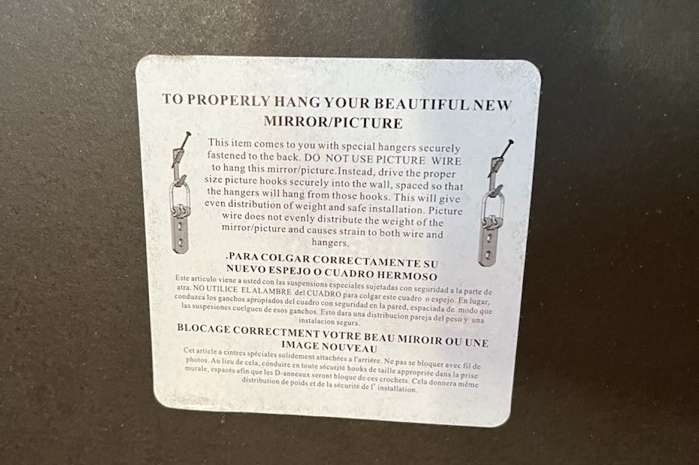 TO PROPERLY HANG YOUR BEAUTIFUL NEW
MIRROR/PICTURE
This item comes to you with special hangers securely
fastened to the back. DO NOT USE PICTURE WIRE
to hang this mirror/picture.Instead, drive the proper
size picture hooks securely into the wall, spaced so that
the hangers will hang from those hooks. This will give
even distribution of weight and safe installation. Picture
wire does not evenly distribute the weight of the
mirror/picture and causes strain to both wire and
hangers.
.PARA COLGAR CORRECTAMENTE SU
NUEVO ESPEJO O CUADRO HERMOSO
Este articulo viene a usted con las suspensions especiales sujetadas con seguridad a la parte de
atra. NO UTILICE EL ALAMBRE del CUADRO para colgar este cuadro o espejo. En lugar,
conduzca los ganchos apropiados del cuadro con seguridad en la pared, espaciada de modo que
las suspesiones cuelguen de esos ganchos. Esto dara una distribution pareja del peso y una
instalacion segura.
BLOCAGE CORRECTMENT VOTRE BEAU MIROIR OU UNE
IMAGE NOUVEAU
Cet article a cintres spéciales solidement attachées a l'arrière. Ne pas se bloquer avec fil de
photos. Au lieu de cela, conduire en toute sécurité hooks de taille appropriée dans la prise
murale, espacés afin que les D-anneaux seront bloque de ces crochets. Cela donnera même
distribution de poids et de la sécurité de l' installation.